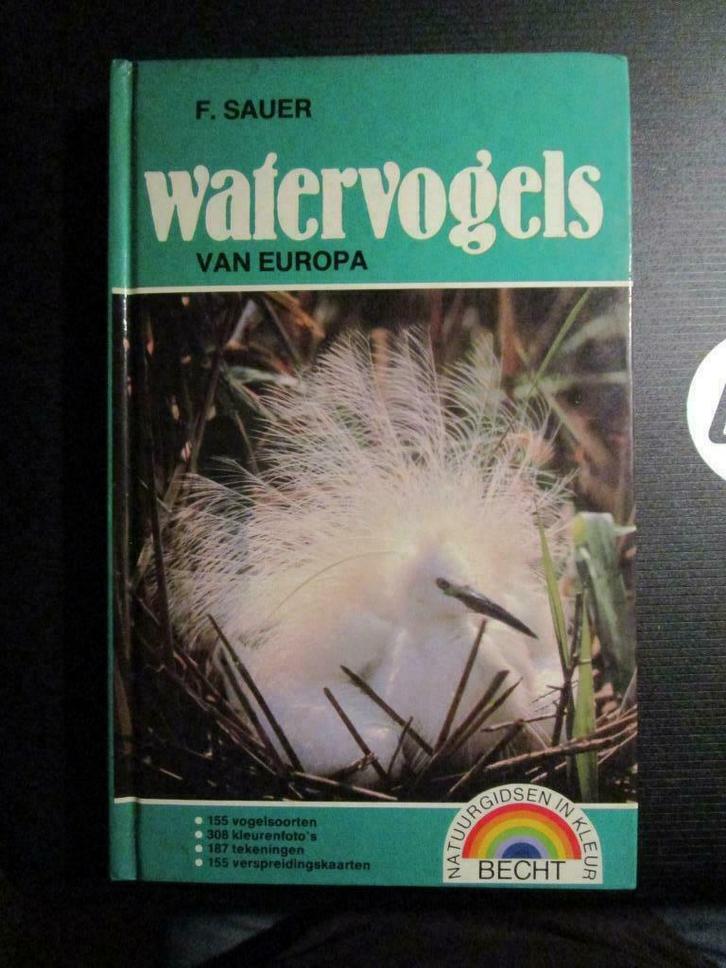 F. SAUER
watervogels
VAN EUROPA
155 vogelsoorten
308 kleurenfoto's
187 tekeningen
155 verspreidingskaarten
NATUURGIDSEN IN KLEUR
BECHT